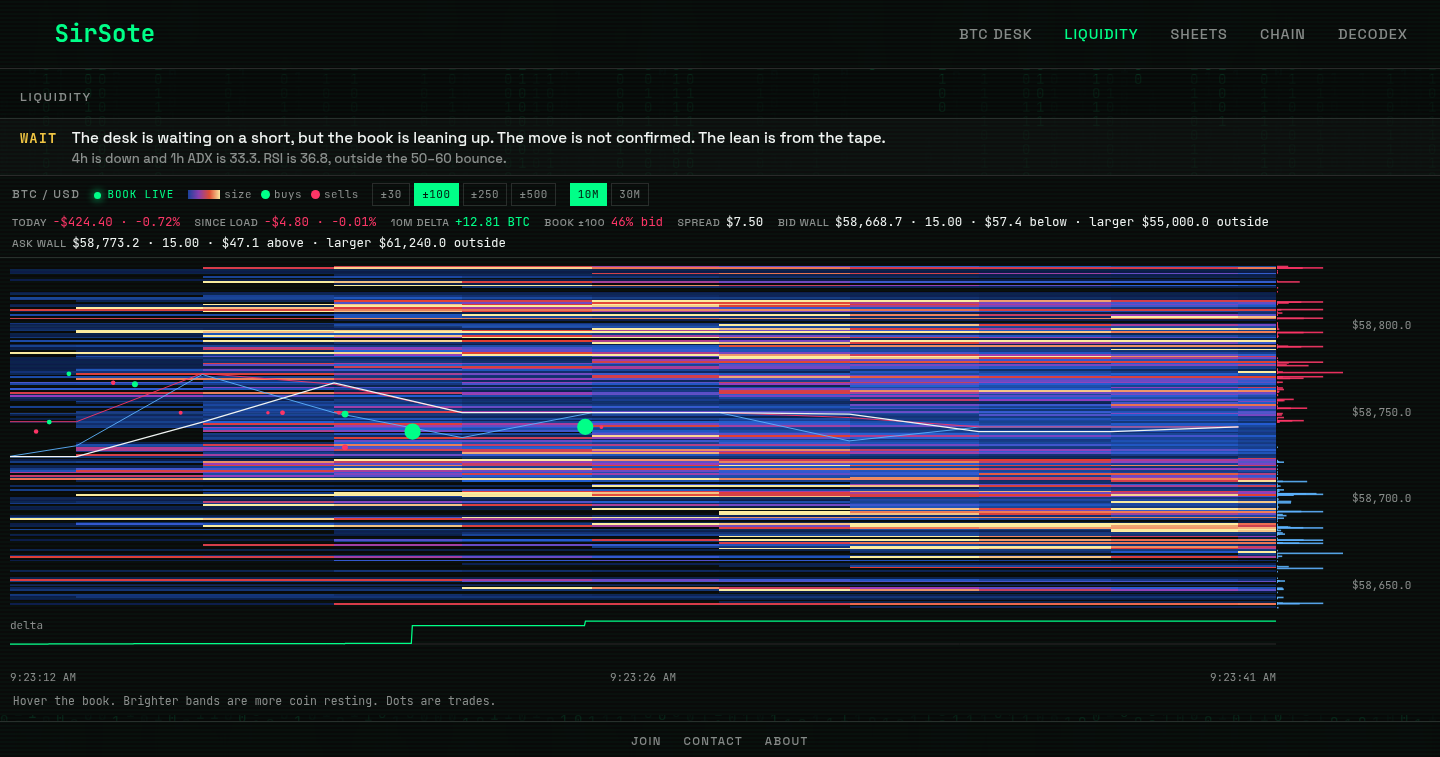 SirSote
BTC DESK LIQUIDITY SHEETS CHAIN DECODEX
LIQUIDITY
WAIT The desk is waiting on a short, but the book is leaning up. The move is not confirmed. The lean is from the tape.
4h is down and 1h ADX is 33.3. RSI is 36.8, outside the 50–60 bounce.
BTC / USD BOOK LIVE size buys sells ±30 ±100 ±250 ±500 10M 30M
TODAY -$424.40 · -0.72% SINCE LOAD -$4.80 · -0.01% 10M DELTA +12.81 BTC BOOK ±100 46% bid SPREAD $7.50 BID WALL $58,668.7 · 15.00 · $57.4 below · larger $55,000.0 outside
ASK WALL $58,773.2 · 15.00 · $47.1 above · larger $61,240.0 outside
$58,800.0
$58,750.0
$58,700.0
$58,650.0
delta
9:23:12 AM 9:23:26 AM 9:23:41 AM
Hover the book. Brighter bands are more coin resting. Dots are trades.
JOIN CONTACT ABOUT